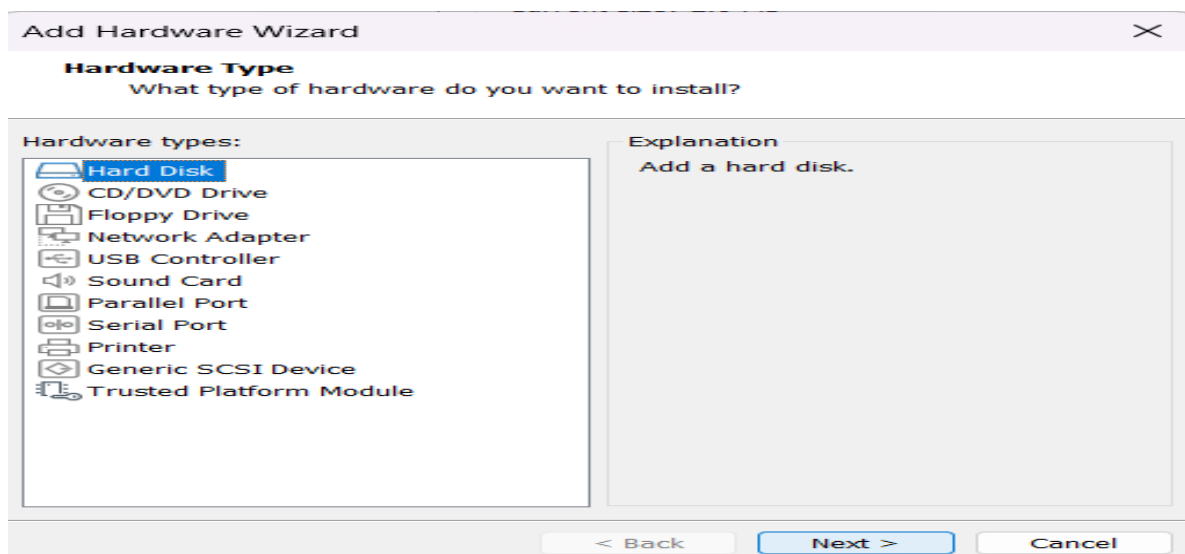 Add Hardware Wizard
Hardware Type
What type of hardware do you want to install?
Hardware types:
Hard Disk
CD/DVD Drive
Floppy Drive
Network Adapter
USB Controller
Sound Card
Parallel Port
Serial Port
Printer
Generic SCSI Device
Trusted Platform Module
Explanation
Add a hard disk.
< Back
Next >
Cancel